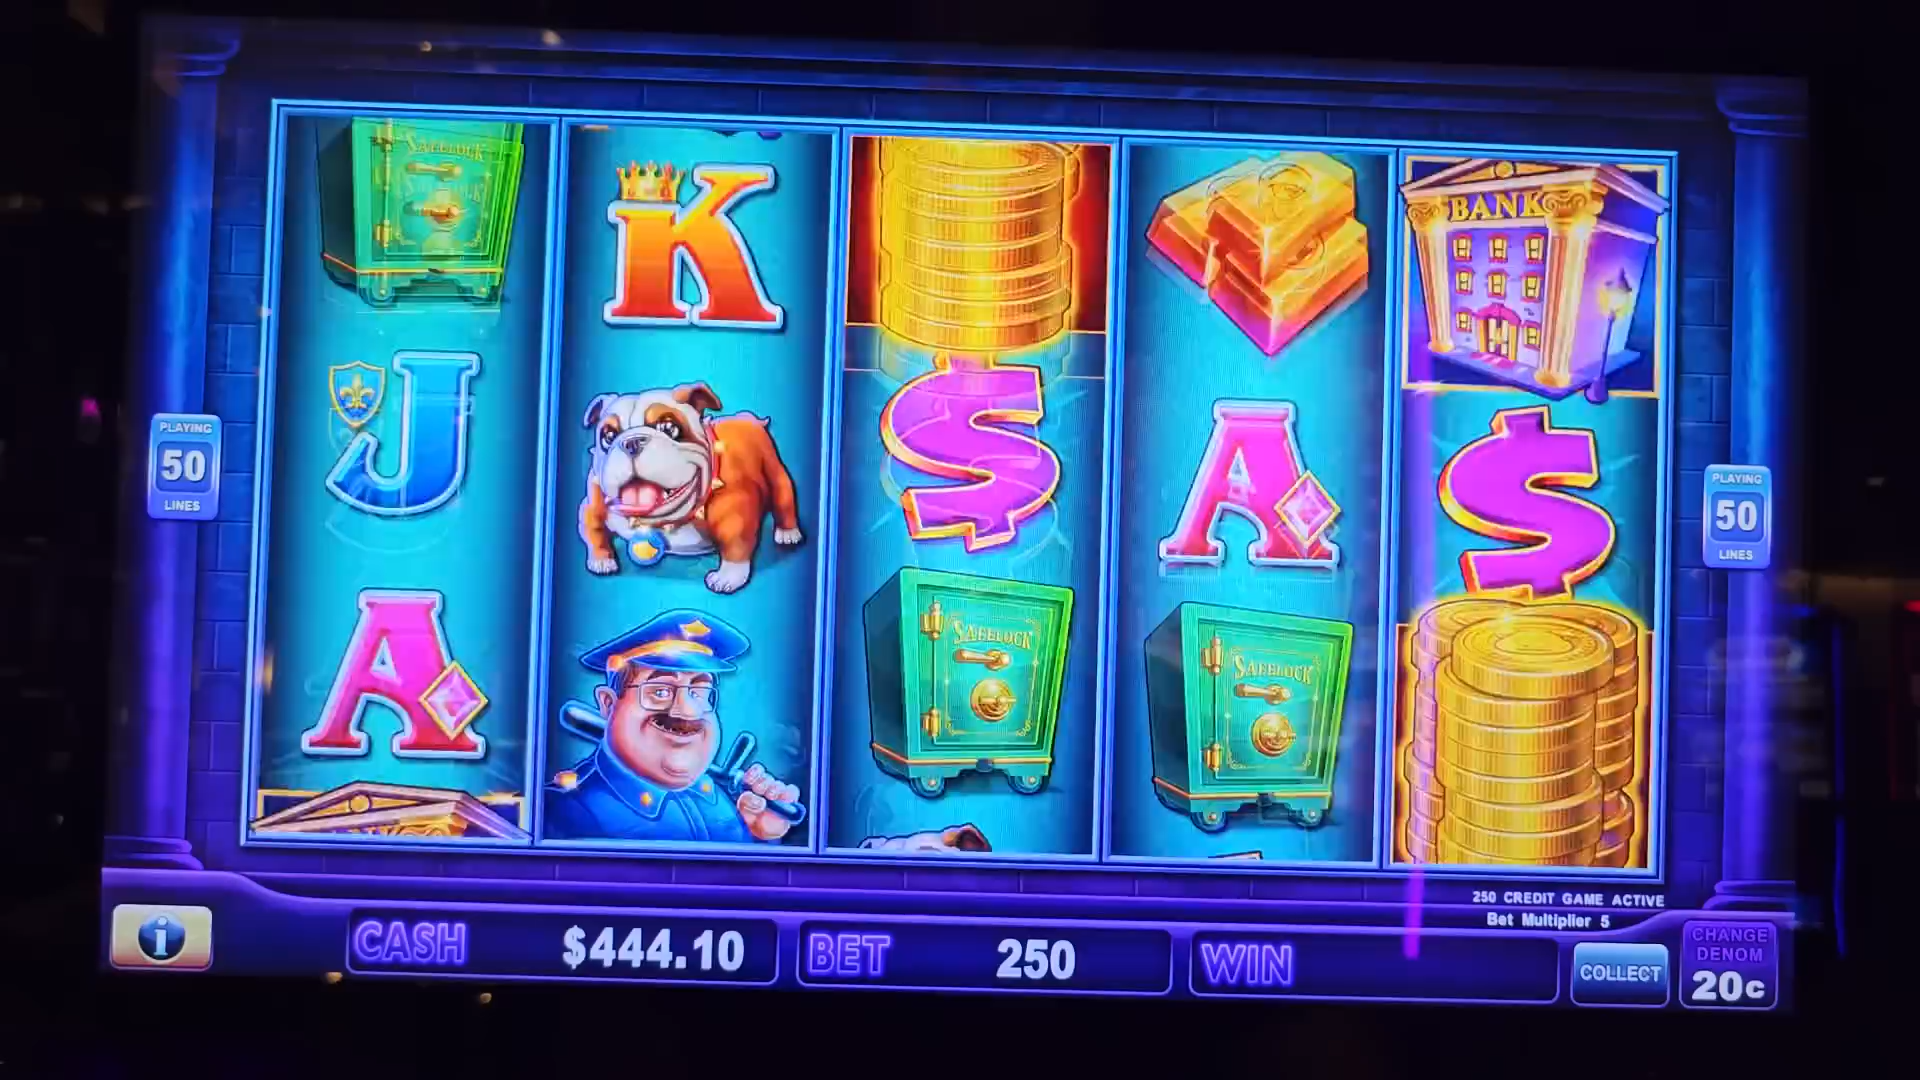 SAFELOCK
K
BANK
J
A
$
A
$
SAFELOCK
SAFELOCK
PLAYING
50
LINES
PLAYING
50
LINES
250 CREDIT GAME ACTIVE
Bet Multiplier 5
i
CASH $444.10
BET 250
WIN
COLLECT
CHANGE
DENOM
20c